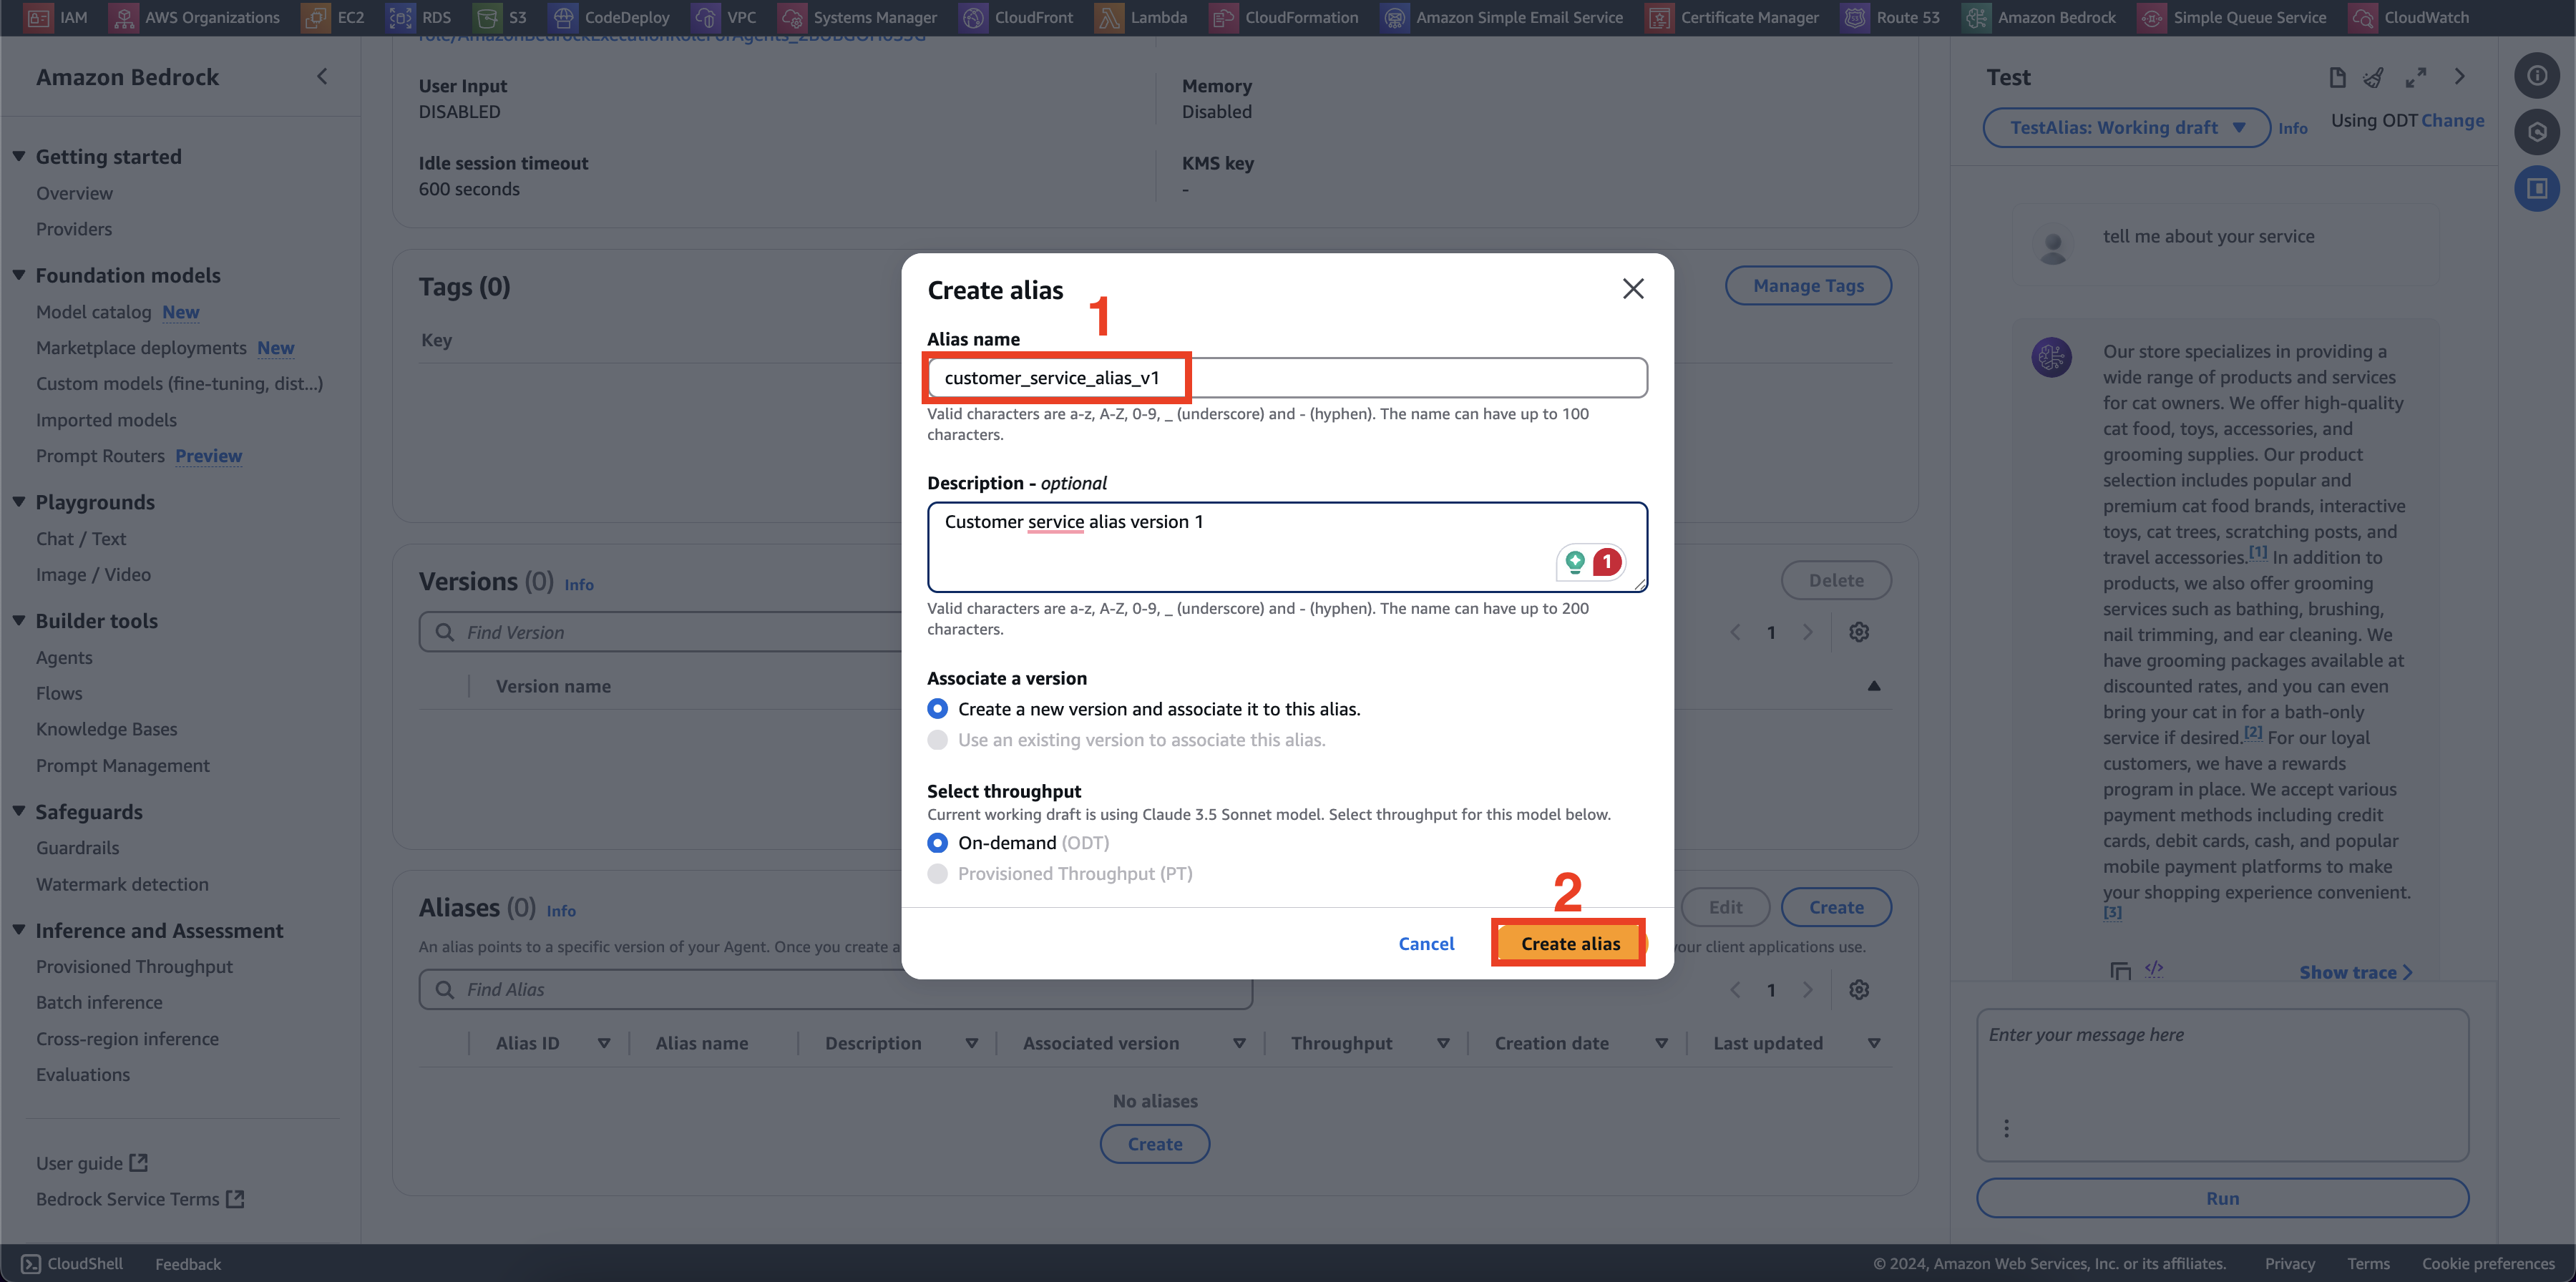 IAM
AWS Organizations
EC2
RDS
S3
CodeDeploy
VPC
Systems Manager
CloudFront
Lambda
CloudFormation
Amazon Simple Email Service
Certificate Manager
Route 53
Amazon Bedrock
Simple Queue Service
CloudWatch
Amazon Bedrock
Getting started
Overview
Providers
Foundation models
Model catalog New
Marketplace deployments New
Custom models (fine-tuning, dist...)
Imported models
Prompt Routers Preview
Playgrounds
Chat / Text
Image / Video
Builder tools
Agents
Flows
Knowledge Bases
Prompt Management
Safeguards
Guardrails
Watermark detection
Inference and Assessment
Provisioned Throughput
Batch inference
Cross-region inference
Evaluations
User guide
Bedrock Service Terms
User Input
DISABLED
Memory
Disabled
Idle session timeout
600 seconds
KMS key
-
Tags (0)
Manage Tags
Key
Versions (0) Info
Delete
Find Version
1
Version name
Aliases (0) Info
Edit
Create
An alias points to a specific version of your Agent. Once you create a
your client applications use.
Find Alias
1
Alias ID
Alias name
Description
Associated version
Throughput
Creation date
Last updated
No aliases
Create
Create alias
1
Alias name
customer_service_alias_v1
Valid characters are a-z, A-Z, 0-9, _ (underscore) and - (hyphen). The name can have up to 100
characters.
Description - optional
Customer service alias version 1
1
Valid characters are a-z, A-Z, 0-9, _ (underscore) and - (hyphen). The name can have up to 200
characters.
Associate a version
Create a new version and associate it to this alias.
Use an existing version to associate this alias.
Select throughput
Current working draft is using Claude 3.5 Sonnet model. Select throughput for this model below.
On-demand (ODT)
Provisioned Throughput (PT)
2
Cancel
Create alias
Test
TestAlias: Working draft
Info
Using ODT Change
tell me about your service
Our store specializes in providing a
wide range of products and services
for cat owners. We offer high-quality
cat food, toys, accessories, and
grooming supplies. Our product
selection includes popular and
premium cat food brands, interactive
toys, cat trees, scratching posts, and
travel accessories.[1] In addition to
products, we also offer grooming
services such as bathing, brushing,
nail trimming, and ear cleaning. We
have grooming packages available at
discounted rates, and you can even
bring your cat in for a bath-only
service if desired.[2] For our loyal
customers, we have a rewards
program in place. We accept various
payment methods including credit
cards, debit cards, cash, and popular
mobile payment platforms to make
your shopping experience convenient.
[3]
Show trace
Enter your message here
Run
CloudShell
Feedback
© 2024, Amazon Web Services, Inc. or its affiliates.
Privacy
Terms
Cookie preferences